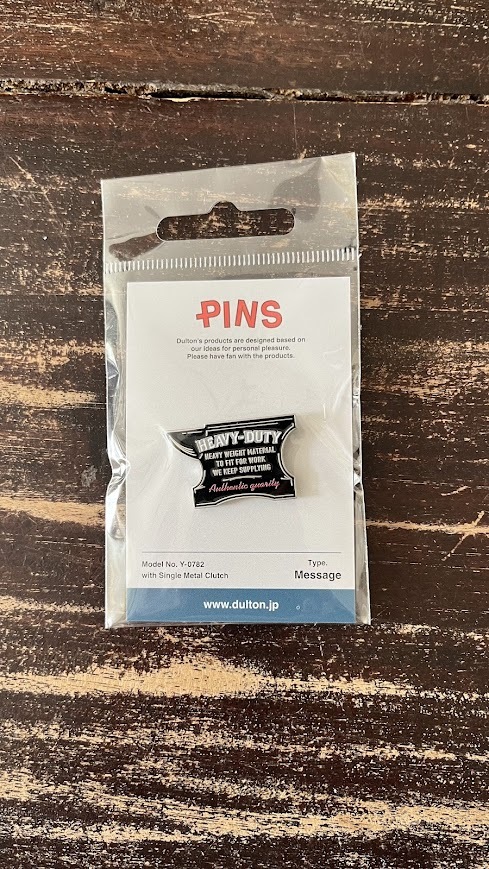 PINS
Dulton's products are designed based on
our ideas for personal pleasure.
Please have fan with the products.
HEAVY-DUTY
HEAVY WEIGHT MATERIAL
TO FIT FOR WORK
WE KEEP SUPPLYING
Authentic quarity
Model No. Y-0782
with Single Metal Clutch
Type.
Message
www.dulton.jp